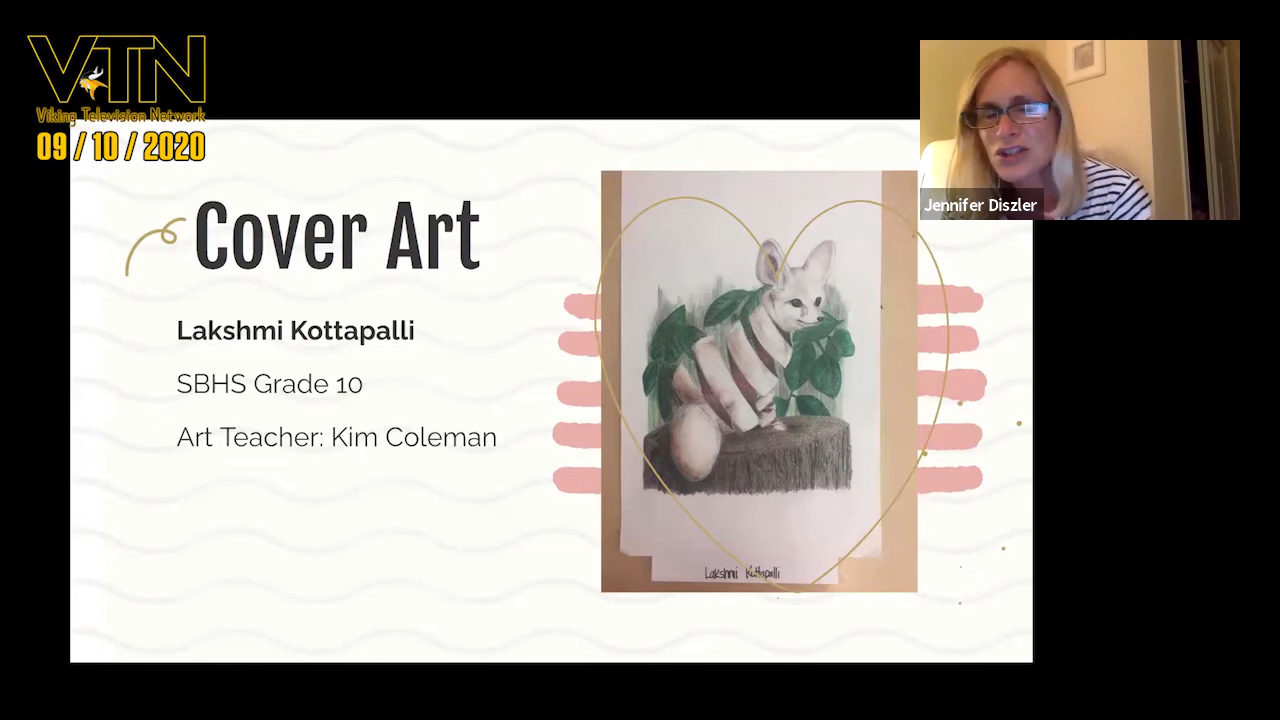 VTN
Viking Television Network
09 / 10 / 2020
Jennifer Diszler
Cover Art
Lakshmi Kottapalli
SBHS Grade 10
Art Teacher: Kim Coleman
Lakshmi Kottapalli